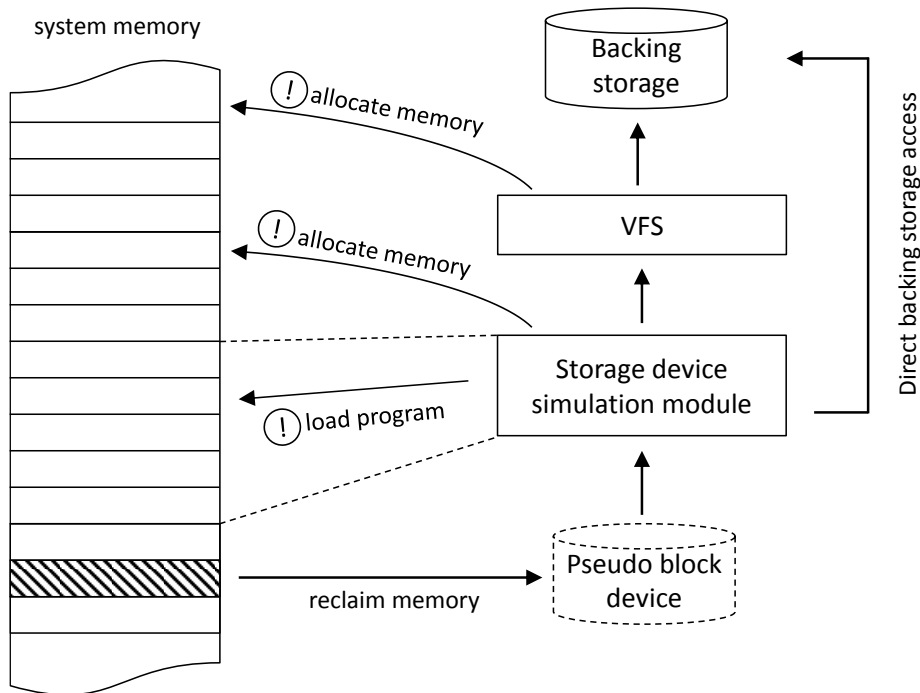 system memory
Backing
storage
! allocate memory
VFS
! allocate memory
Direct backing storage access
Storage device
simulation module
! load program
Pseudo block
device
reclaim memory